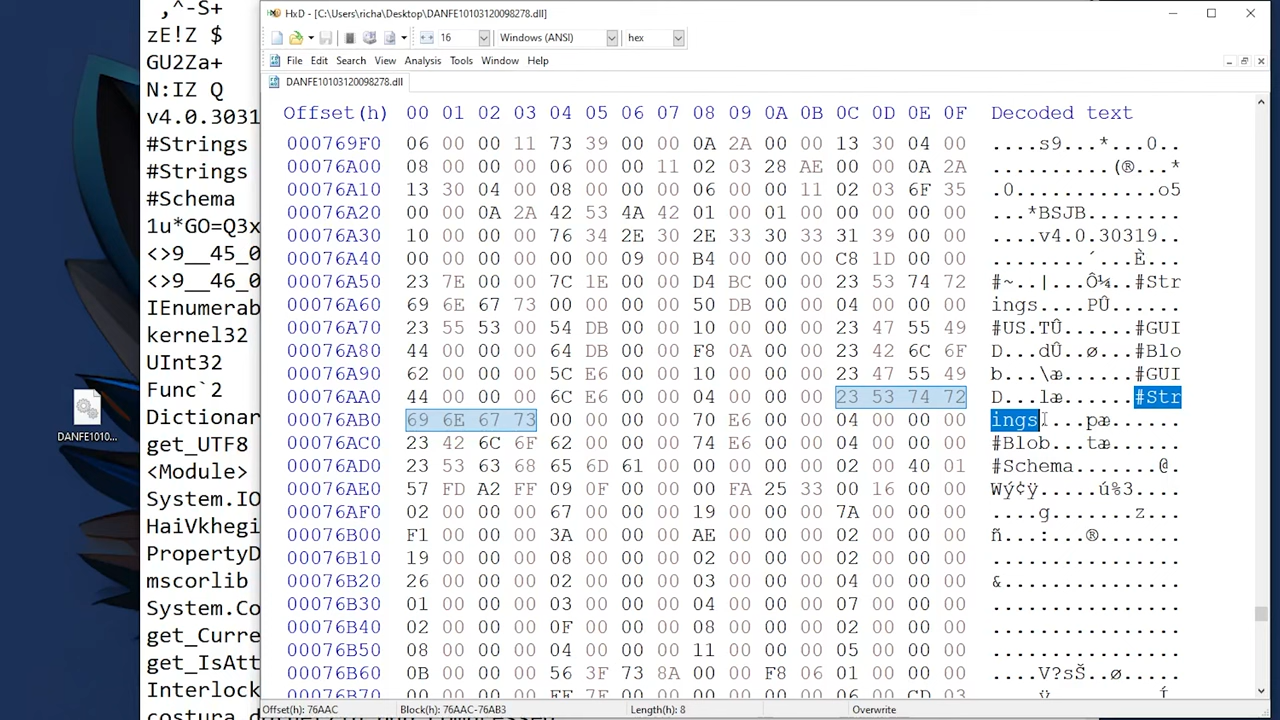 ,^-S+
zE!Z $
GU2Za+
N:IZ Q
v4.0.3031
#Strings
#Strings
#Schema
1u*GO=Q3x
<>9__45_0
<>9__46_0
IEnumerab
kernel32
UInt32
Func`2
Dictionar
get_UTF8
<Module>
System.IO
HaiVkhegi
PropertyD
mscorlib
System.Co
get_Curre
get_IsAtt
Interlock
DANFE1010...
HxD - [C:\Users\richa\Desktop\DANFE10103120098278.dll]
16 Windows (ANSI) hex
File Edit Search View Analysis Tools Window Help
DANFE10103120098278.dll
Offset(h) 00 01 02 03 04 05 06 07 08 09 0A 0B 0C 0D 0E 0F Decoded text
000769F0 06 00 00 11 73 39 00 00 0A 2A 00 00 13 30 04 00 ....s9...*...0..
00076A00 08 00 00 00 06 00 00 11 02 03 28 AE 00 00 0A 2A ..........(®...*
00076A10 13 30 04 00 08 00 00 00 06 00 00 11 02 03 6F 35 .0............o5
00076A20 00 00 0A 2A 42 53 4A 42 01 00 01 00 00 00 00 00 ...*BSJB........
00076A30 10 00 00 00 76 34 2E 30 2E 33 30 33 31 39 00 00 ....v4.0.30319..
00076A40 00 00 00 00 00 00 09 00 B4 00 00 00 C8 1D 00 00 ........´...È...
00076A50 23 7E 00 00 7C 1E 00 00 D4 BC 00 00 23 53 74 72 #~..|...Ô¼..#Str
00076A60 69 6E 67 73 00 00 00 00 50 DB 00 00 04 00 00 00 ings....PÛ......
00076A70 23 55 53 00 54 DB 00 00 10 00 00 00 23 47 55 49 #US.TÛ......#GUI
00076A80 44 00 00 00 64 DB 00 00 F8 0A 00 00 23 42 6C 6F D...dÛ..ø...#Blo
00076A90 62 00 00 00 5C E6 00 00 10 00 00 00 23 47 55 49 b...\æ......#GUI
00076AA0 44 00 00 00 6C E6 00 00 04 00 00 00 23 53 74 72 D...læ......#Str
00076AB0 69 6E 67 73 00 00 00 00 70 E6 00 00 04 00 00 00 ings....pæ......
00076AC0 23 42 6C 6F 62 00 00 00 74 E6 00 00 04 00 00 00 #Blob...tæ......
00076AD0 23 53 63 68 65 6D 61 00 00 00 00 00 02 00 40 01 #Schema.......@.
00076AE0 57 FD A2 FF 09 0F 00 00 00 FA 25 33 00 16 00 00 Wý¢ÿ.....ú%3....
00076AF0 02 00 00 00 67 00 00 00 19 00 00 00 7A 00 00 00 ....g.......z...
00076B00 F1 00 00 00 3A 00 00 00 AE 00 00 00 02 00 00 00 ñ...:...®.......
00076B10 19 00 00 00 08 00 00 00 02 00 00 00 02 00 00 00 ................
00076B20 26 00 00 00 02 00 00 00 03 00 00 00 04 00 00 00 &...............
00076B30 01 00 00 00 03 00 00 00 04 00 00 00 07 00 00 00 ................
00076B40 02 00 00 00 0F 00 00 00 08 00 00 00 02 00 00 00 ................
00076B50 08 00 00 00 04 00 00 00 11 00 00 00 05 00 00 00 ................
00076B60 0B 00 00 00 56 3F 73 8A 00 00 F8 06 01 00 00 00 ....V?sŠ..ø.....
Offset(h): 76AAC Block(h): 76AAC-76AB3 Length(h): 8 Overwrite